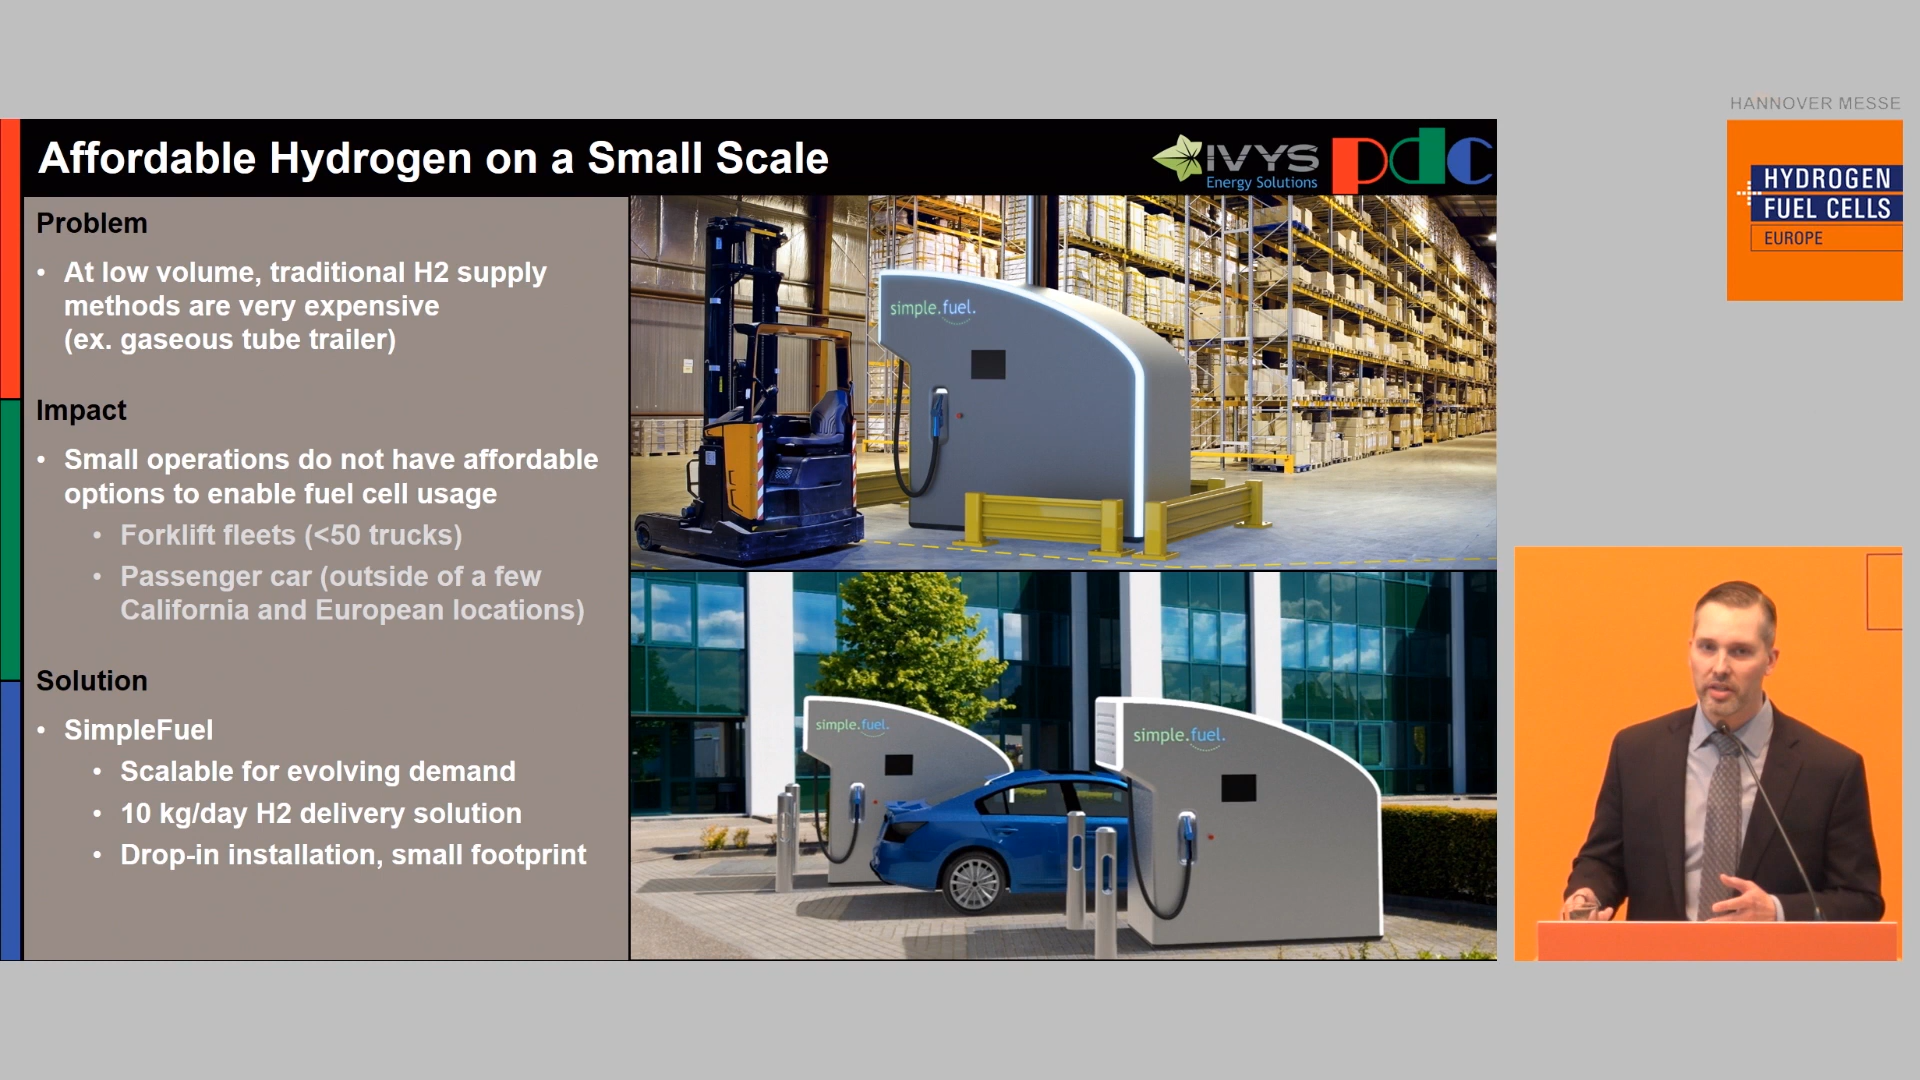 HANNOVER MESSE
HYDROGEN
FUEL CELLS
EUROPE
Affordable Hydrogen on a Small Scale
IVYS
Energy Solutions
pdc
Problem
• At low volume, traditional H2 supply
methods are very expensive
(ex. gaseous tube trailer)
Impact
• Small operations do not have affordable
options to enable fuel cell usage
• Forklift fleets (<50 trucks)
• Passenger car (outside of a few
California and European locations)
Solution
• SimpleFuel
• Scalable for evolving demand
• 10 kg/day H2 delivery solution
• Drop-in installation, small footprint
simple.fuel.
simple.fuel.
simple.fuel.